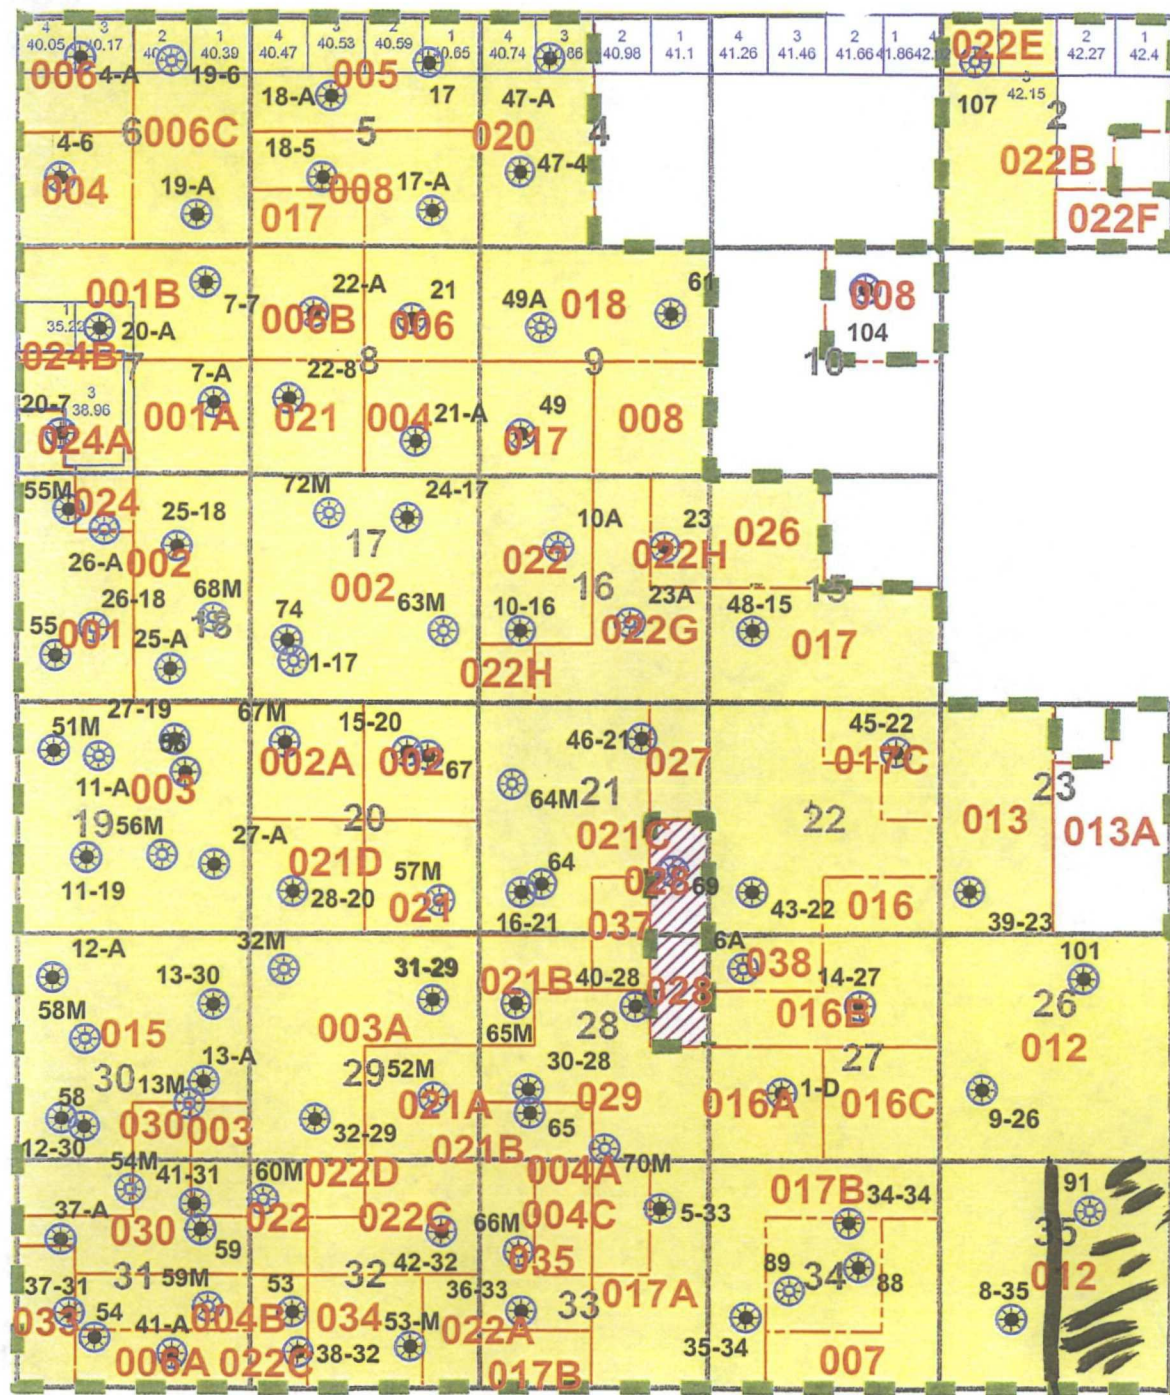 4 3 2 1 4 3 2 1 4 3 2 1 4 3 2 1 4 2 1
40.05 40.17 40. 40.39 40.47 40.53 40.59 40.65 40.74 .86 40.98 41.1 41.26 41.46 41.66 41.86 42. 42.27 42.4
006 4-A 19-6 005 022E
18-A 17 47-A 107 3 42.15
6 006C 5 020 4 2
4-6 18-5 47-4 022B
004 19-A 008 17-A
017 022F
001B 7-7 22-A 21 49A 018 61 008
1 35.22 20-A 006B 006 104
024B 7 8 9 10
3 38.96 7-A 22-8
20-7 001A 021 004 21-A 49 008
024A 017
55M 024 72M 24-17
25-18 10A 23 026
26-A 002 17 022 022H
26-18 68M 002 16 15
55 001 18 74 63M 10-16 23A 48-15
25-A 1-17 022G 017
022H
27-19 67M 15-20 45-22
51M 56 46-21
11-A 002A 002 67 027 017C
003 64M 21 23
19 56M 20 021C 22 013 013A
27-A 021D 57M 64 028 69
11-19 28-20 021 16-21 037 43-22 016 39-23
12-A 32M 6A 101
13-30 31-29 021B 40-28 038 14-27
58M 015 003A 65M 28 028 016B 26
13-A 012
30 13M 29 52M 30-28 27
58 021A 029 016A 1-D 016C 9-26
12-30 030 003 32-29 021B 65
54M 41-31 60M 022D 004A 70M 017B 91
37-A 030 022 022C 66M 004C 5-33 34-34 35
59 035
31 59M 32 42-32 89 34 88 012
37-31 53 36-33 33 017A 8-35
033 54 004B 034 53-M 022A 35-34
41-A 38-32
006A 022C 017B 007